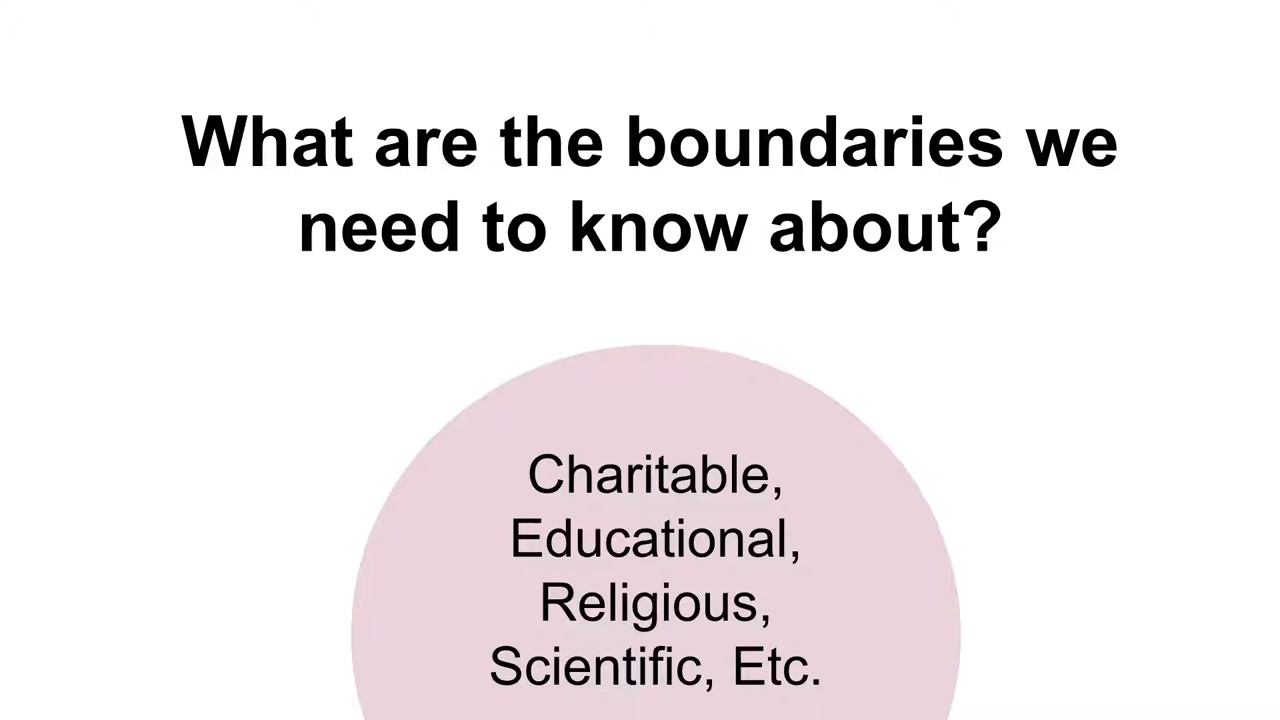 What are the boundaries we
need to know about?
Charitable,
Educational,
Religious,
Scientific, Etc.